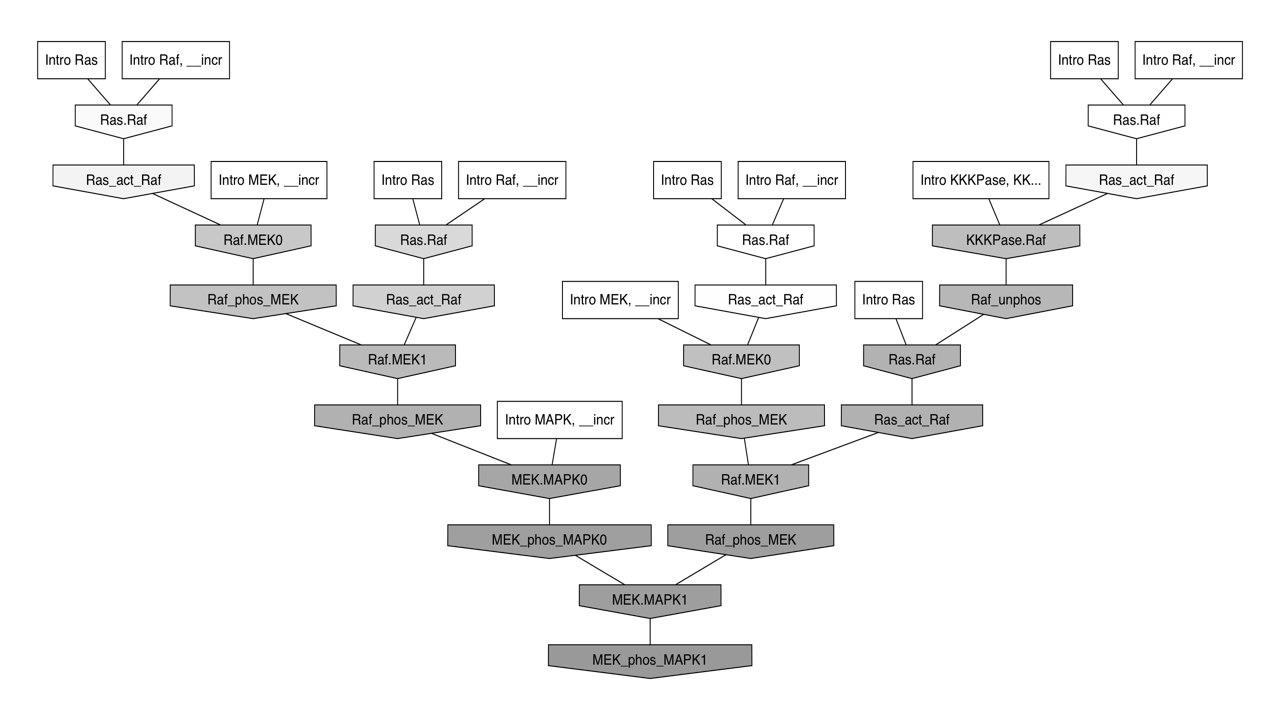 Intro Ras
Intro Raf, __incr
Intro Ras
Intro Raf, __incr
Ras.Raf
Ras.Raf
Ras_act_Raf
Intro MEK, __incr
Intro Ras
Intro Raf, __incr
Intro Ras
Intro Raf, __incr
Intro KKKPase, KK...
Ras_act_Raf
Raf.MEK0
Ras.Raf
Ras.Raf
KKKPase.Raf
Raf_phos_MEK
Ras_act_Raf
Intro MEK, __incr
Ras_act_Raf
Intro Ras
Raf_unphos
Raf.MEK1
Raf.MEK0
Ras.Raf
Raf_phos_MEK
Intro MAPK, __incr
Raf_phos_MEK
Ras_act_Raf
MEK.MAPK0
Raf.MEK1
MEK_phos_MAPK0
Raf_phos_MEK
MEK.MAPK1
MEK_phos_MAPK1